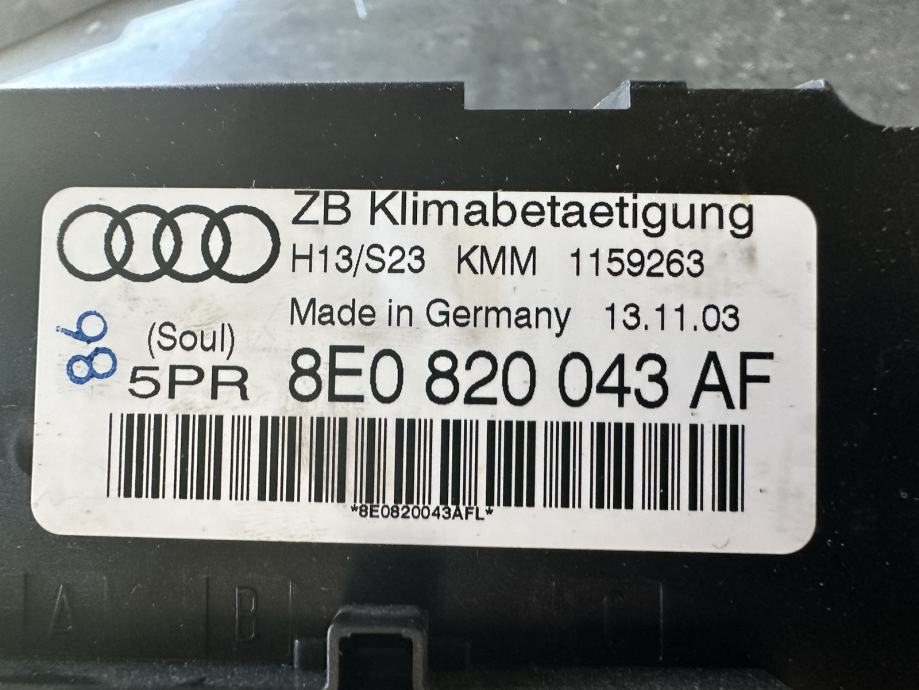 ZB Klimabetaetigung
H13/S23 KMM 1159263
Made in Germany 13.11.03
86
(Soul)
5PR 8E0 820 043 AF
*8E0820043AFL*
A B C